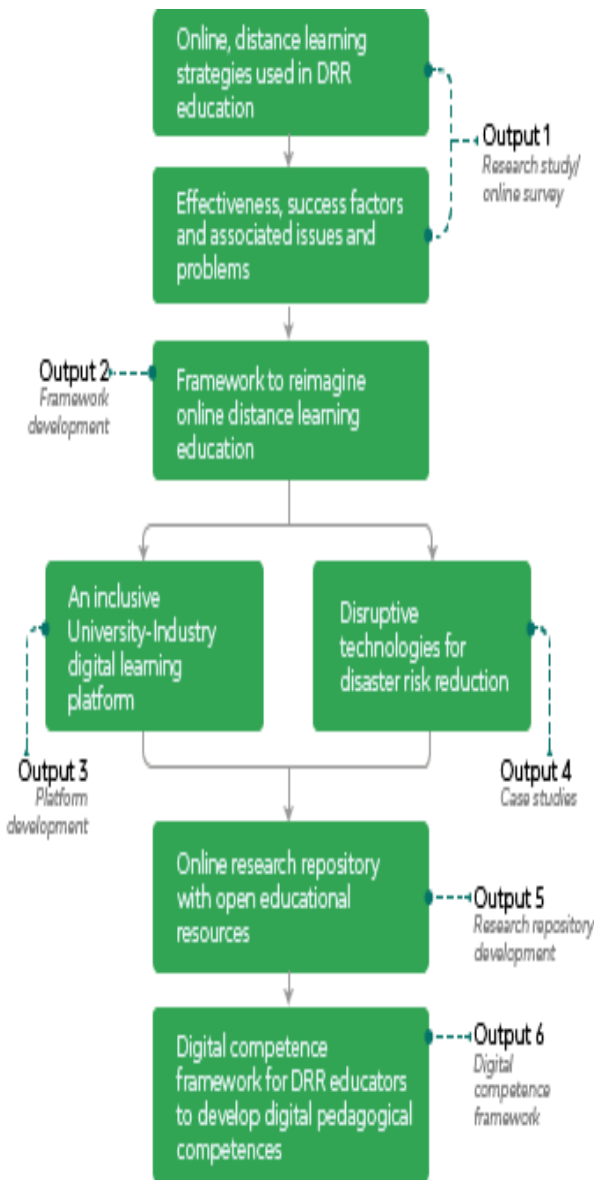 Online, distance learning
strategies used in DRR
education
Output 1
Research study/
online survey
Effectiveness, success factors
and associated issues and
problems
Output 2
Framework
development
Framework to reimagine
online distance learning
education
An inclusive
University-Industry
digital learning
platform
Disruptive
technologies for
disaster risk reduction
Output 3
Platform
development
Output 4
Case studies
Online research repository
with open educational
resources
Output 5
Research repository
development
Digital competence
framework for DRR educators
to develop digital pedagogical
competences
Output 6
Digital
competence
framework